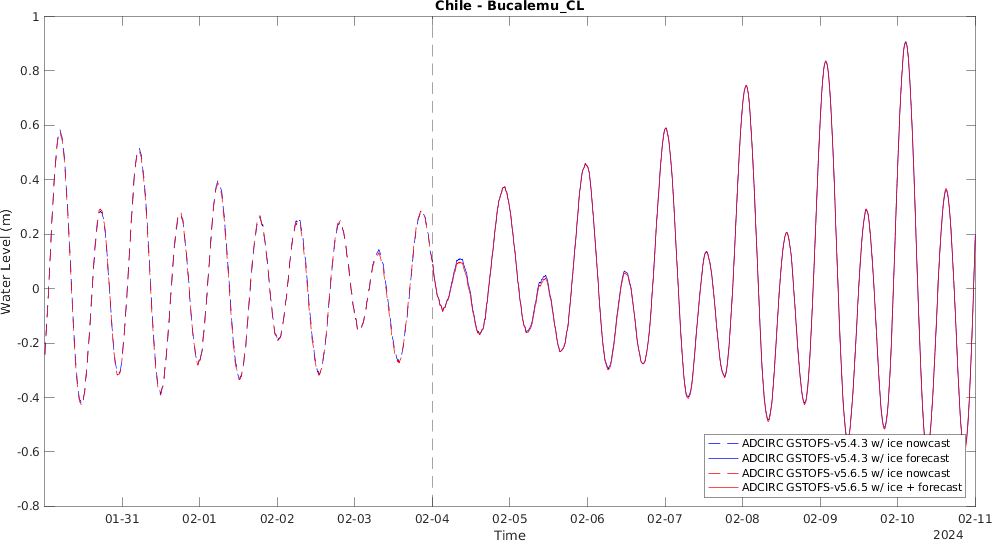 Chile - Bucalemu_CL
Water Level (m)
1
0.8
0.6
0.4
0.2
0
-0.2
-0.4
-0.6
-0.8
ADCIRC GSTOFS-v5.4.3 w/ ice nowcast
ADCIRC GSTOFS-v5.4.3 w/ ice forecast
ADCIRC GSTOFS-v5.6.5 w/ ice nowcast
ADCIRC GSTOFS-v5.6.5 w/ ice + forecast
01-31 02-01 02-02 02-03 02-04 02-05 02-06 02-07 02-08 02-09 02-10 02-11
Time
2024